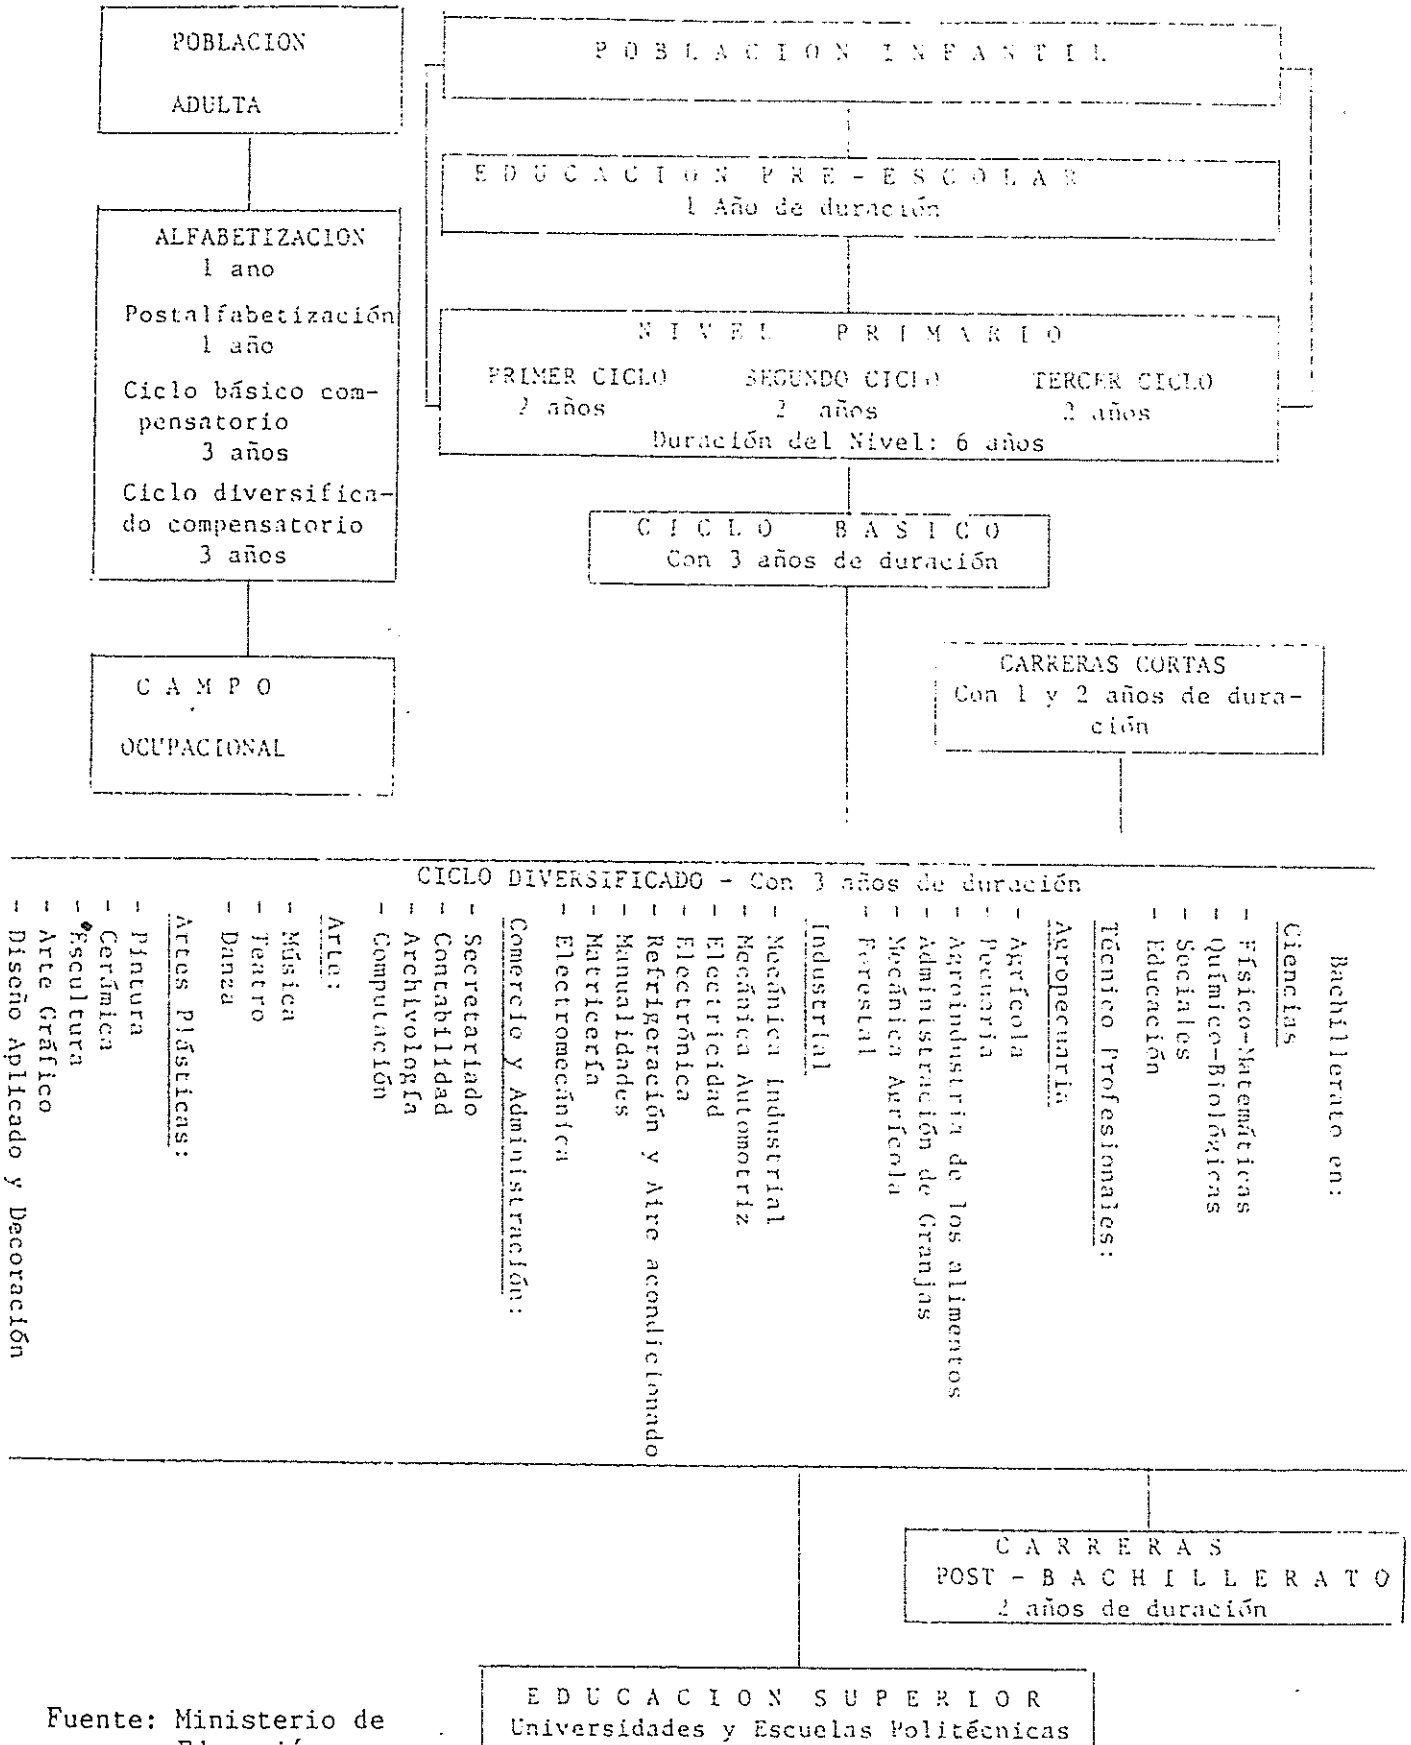 POBLACION
ADULTA
POBLACION INFANTIL
EDUCACION PRE-ESCOLAR
1 Año de duración
ALFABETIZACION
1 ano
Postalfabetización
1 año
Ciclo básico com-
pensatorio
3 años
Ciclo diversifica-
do compensatorio
3 años
NIVEL PRIMARIO
PRIMER CICLO SEGUNDO CICLO TERCER CICLO
2 años 2 años 2 años
Duración del Nivel: 6 años
CICLO BASICO
Con 3 años de duración
CAMPO
OCUPACIONAL
CARRERAS CORTAS
Con 1 y 2 años de dura-
ción
CICLO DIVERSIFICADO - Con 3 años de duración
Bachillerato en:
Ciencias
- Físico-Matemáticas
- Químico-Biológicas
- Sociales
- Educación
Técnico Profesionales:
Agropecuaria
- Agrícola
- Pecuaria
- Agroindustria de los alimentos
- Administración de Granjas
- Mecánica Agrícola
- Forestal
Industrial
- Mecánica Industrial
- Mecánica Automotriz
- Electricidad
- Electrónica
- Refrigeración y Aire acondicionado
- Manualidades
- Matricería
- Electromecánica
Comercio y Administración:
- Secretariado
- Contabilidad
- Archivología
- Computación
Arte:
- Música
- Teatro
- Danza
Artes Plásticas:
- Pintura
- Cerámica
- Escultura
- Arte Gráfico
- Diseño Aplicado y Decoración
CARRERAS
POST - BACHILLERATO
2 años de duración
EDUCACION SUPERIOR
Universidades y Escuelas Politécnicas
Fuente: Ministerio de